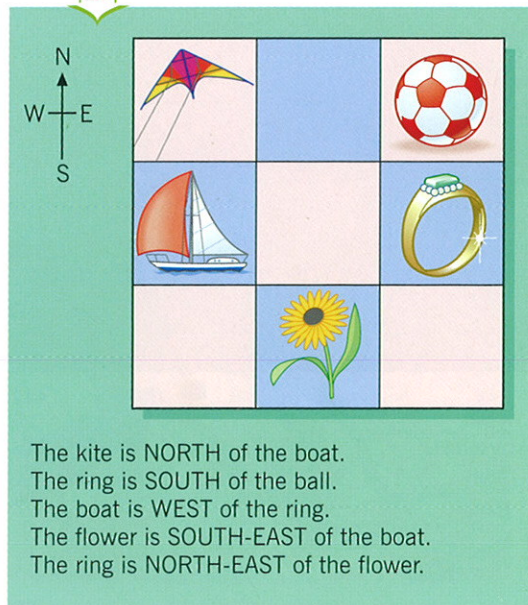 N
W E
S
The kite is NORTH of the boat.
The ring is SOUTH of the ball.
The boat is WEST of the ring.
The flower is SOUTH-EAST of the boat.
The ring is NORTH-EAST of the flower.